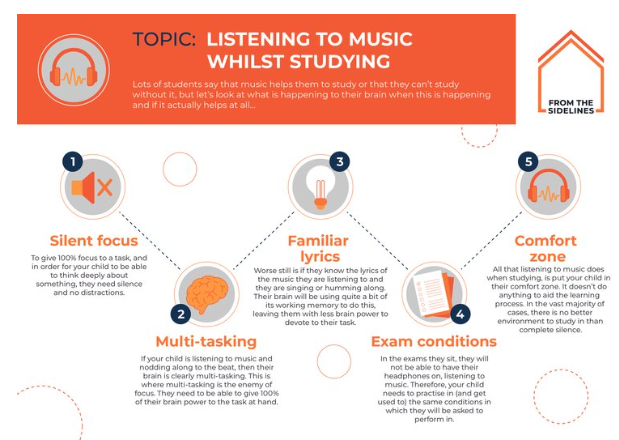 TOPIC: LISTENING TO MUSIC
WHILST STUDYING
Lots of students say that music helps them to study or that they can't study
without it, but let's look at what is happening to their brain when this is happening
and if it actually helps at all...
FROM THE
SIDELINES
1
Silent focus
To give 100% focus to a task, and
in order for your child to be able
to think deeply about
something, they need silence
and no distractions.
2
Multi-tasking
If your child is listening to music and
nodding along to the beat, then their
brain is clearly multi-tasking. This is
where multi-tasking is the enemy of
focus. They need to be able to give 100%
of their brain power to the task at hand.
3
Familiar
lyrics
Worse still is if they know the lyrics of
the music they are listening to and
they are singing or humming along.
Their brain will be using quite a bit of
its working memory to do this,
leaving them with less brain power to
devote to their task.
4
Exam conditions
In the exams they sit, they will
not be able to have their
headphones on, listening to
music. Therefore, your child
needs to practise in (and get
used to) the same conditions in
which they will be asked to
perform in.
5
Comfort
zone
All that listening to music does
when studying, is put your child in
their comfort zone. It doesn't do
anything to aid the learning
process. In the vast majority of
cases, there is no better
environment to study in than
complete silence.